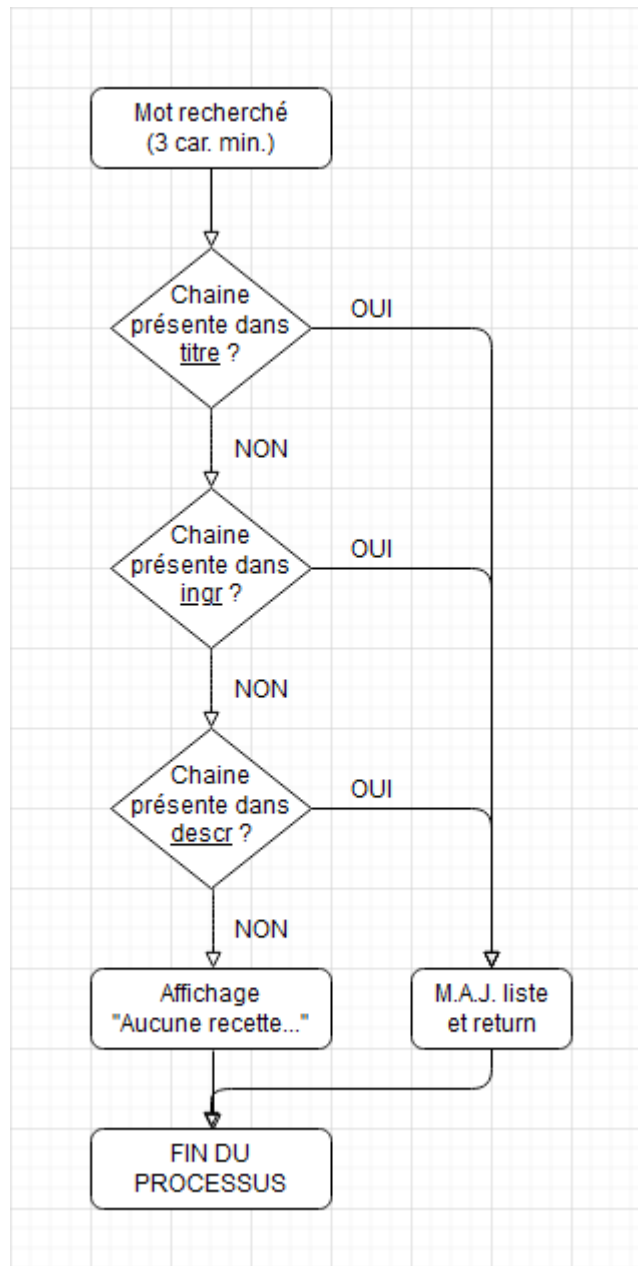 Mot recherché
(3 car. min.)
Chaine
présente dans
titre ?
OUI
NON
Chaine
présente dans
ingr ?
OUI
NON
Chaine
présente dans
descr ?
OUI
NON
Affichage
"Aucune recette..."
M.A.J. liste
et return
FIN DU
PROCESSUS